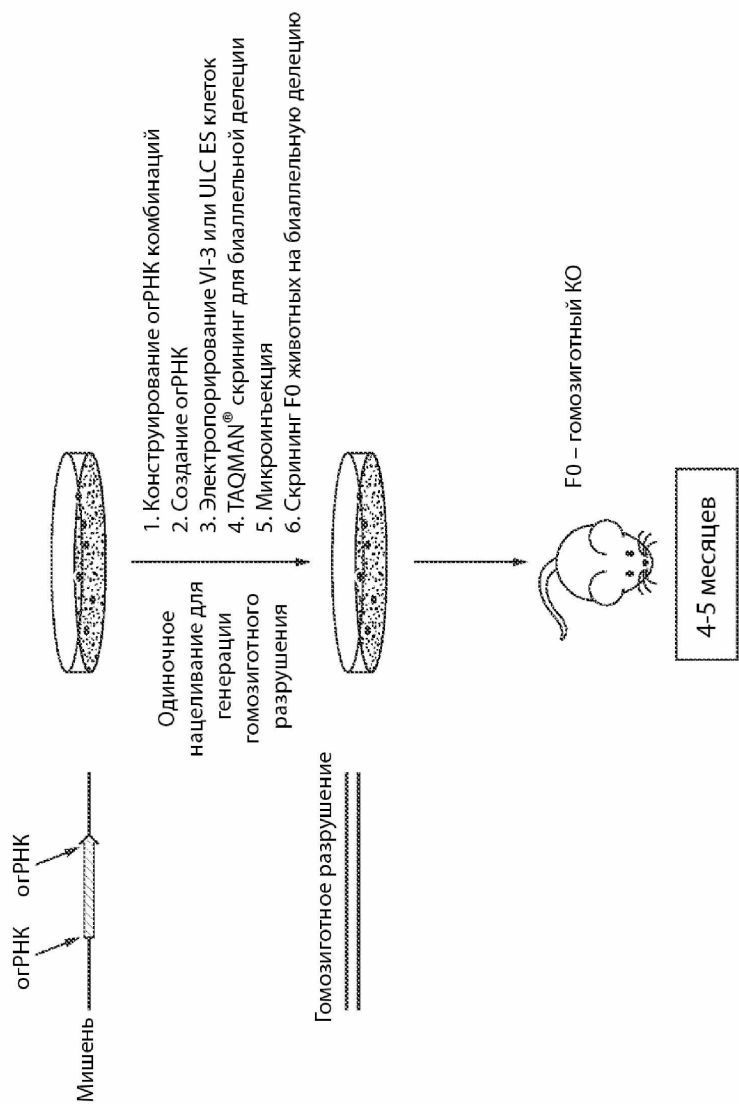 Мишень
огРНК
огРНК
Одиночное
нацеливание для
генерации
гомозиготного
разрушения
1. Конструирование огРНК комбинаций
2. Создание огРНК
3. Электропорирование VI-3 или ULC ES клеток
4. TAQMAN® скрининг для биаллельной делеции
5. Микроинъекция
6. Скрининг F0 животных на биаллельную делецию
Гомозиготное разрушение
F0 – гомозиготный КО
4-5 месяцев